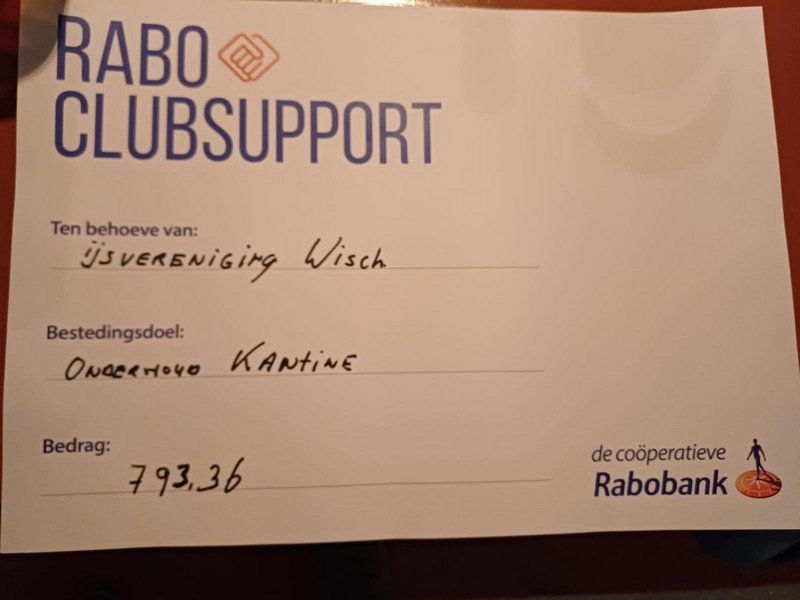 RABO
CLUBSUPPORT
Ten behoeve van:
ijsvereniging Wisch
Bestedingsdoel:
Onderhoud Kantine
Bedrag:
793,36
de coöperatieve
Rabobank